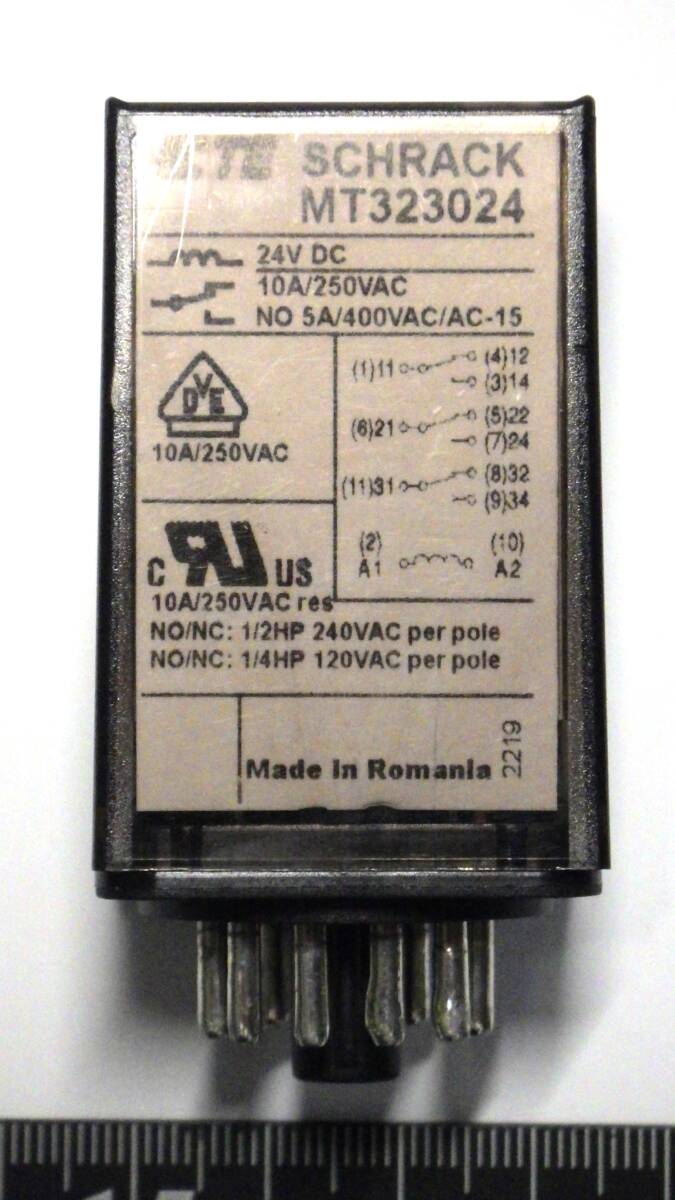 TE SCHRACK
MT323024
24V DC
10A/250VAC
NO 5A/400VAC/AC-15
VDE
10A/250VAC
(1)11 (4)12
(3)14
(6)21 (5)22
(7)24
(11)31 (8)32
(9)34
(2) (10)
A1 A2
C RU US
10A/250VAC res
NO/NC: 1/2HP 240VAC per pole
NO/NC: 1/4HP 120VAC per pole
Made in Romania
2219